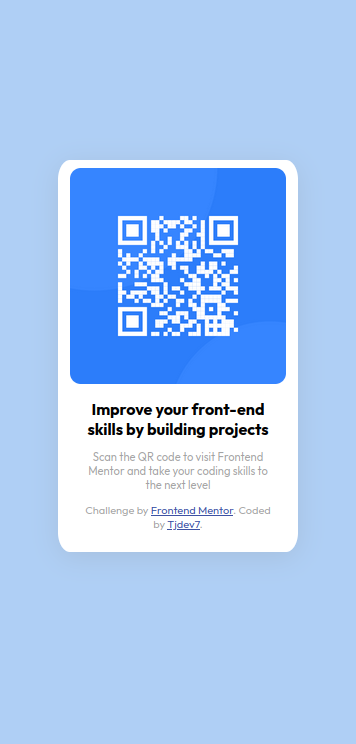 Improve your front-end
skills by building projects
Scan the QR code to visit Frontend
Mentor and take your coding skills to
the next level
Challenge by Frontend Mentor. Coded
by Tjdev7.